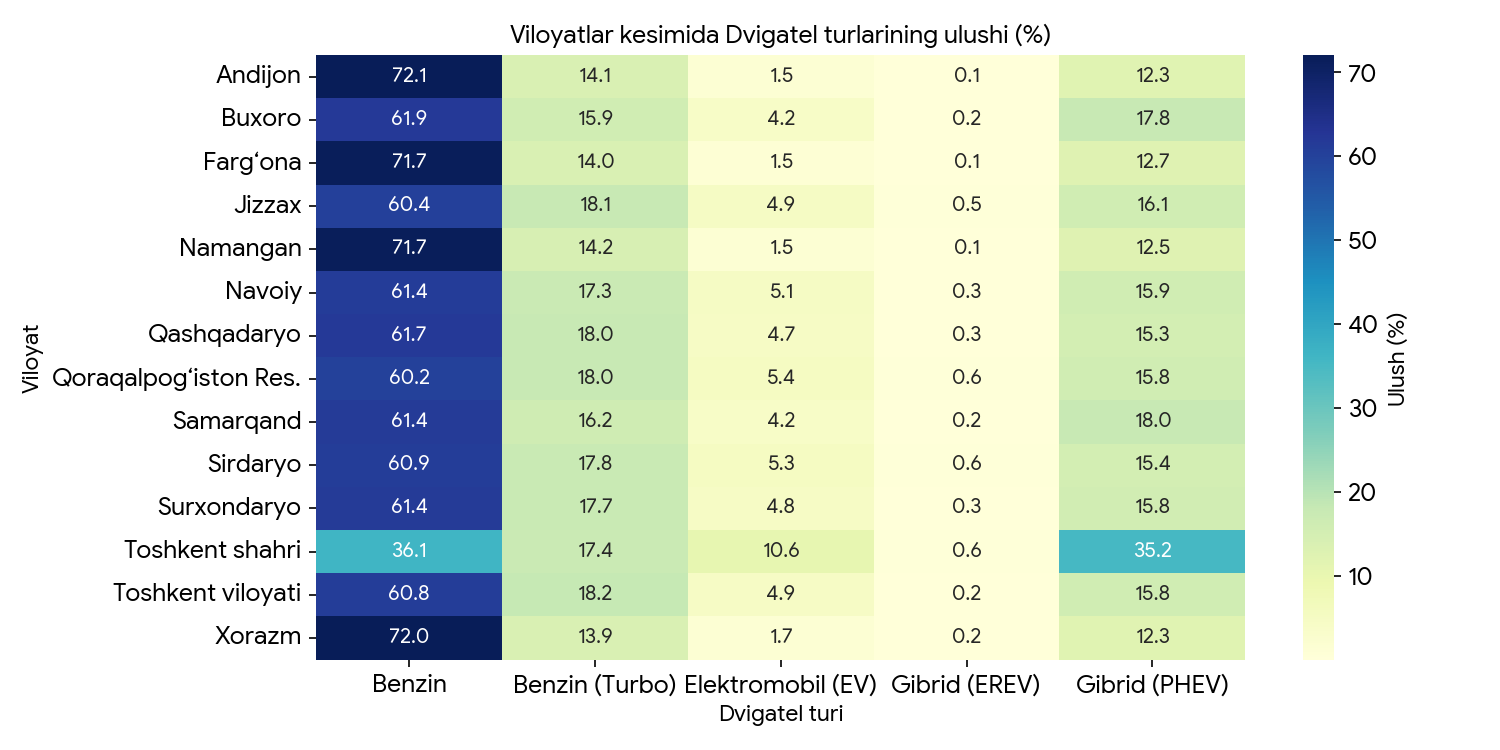 Viloyatlar kesimida Dvigatel turlarining ulushi (%)
Viloyat
Andijon 72.1 14.1 1.5 0.1 12.3
Buxoro 61.9 15.9 4.2 0.2 17.8
Farg‘ona 71.7 14.0 1.5 0.1 12.7
Jizzax 60.4 18.1 4.9 0.5 16.1
Namangan 71.7 14.2 1.5 0.1 12.5
Navoiy 61.4 17.3 5.1 0.3 15.9
Qashqadaryo 61.7 18.0 4.7 0.3 15.3
Qoraqalpog‘iston Res. 60.2 18.0 5.4 0.6 15.8
Samarqand 61.4 16.2 4.2 0.2 18.0
Sirdaryo 60.9 17.8 5.3 0.6 15.4
Surxondaryo 61.4 17.7 4.8 0.3 15.8
Toshkent shahri 36.1 17.4 10.6 0.6 35.2
Toshkent viloyati 60.8 18.2 4.9 0.2 15.8
Xorazm 72.0 13.9 1.7 0.2 12.3
Benzin Benzin (Turbo) Elektromobil (EV) Gibrid (EREV) Gibrid (PHEV)
Dvigatel turi
70
60
50
40
30
20
10
Ulush (%)